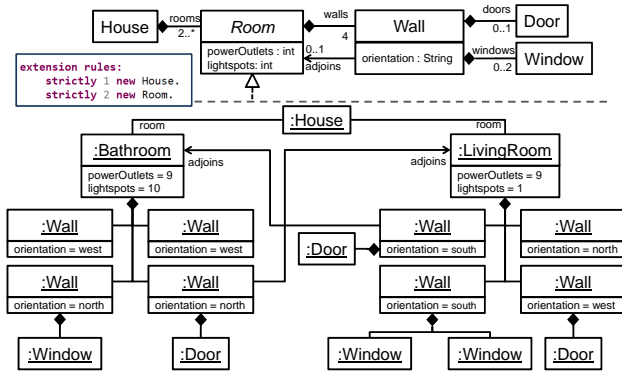 House
rooms
2..*
Room
powerOutlets : int
lightspots: int
walls
4
0..1
adjoins
Wall
orientation : String
doors
0..1
Door
windows
0..2
Window
extension rules:
strictly 1 new House.
strictly 2 new Room.
:House
room
room
:Bathroom
powerOutlets = 9
lightspots = 10
adjoins
adjoins
:LivingRoom
powerOutlets = 9
lightspots = 1
:Wall
orientation = west
:Wall
orientation = west
:Door
:Wall
orientation = south
:Wall
orientation = north
:Wall
orientation = north
:Wall
orientation = north
:Wall
orientation = south
:Wall
orientation = west
:Window
:Door
:Window
:Window
:Door